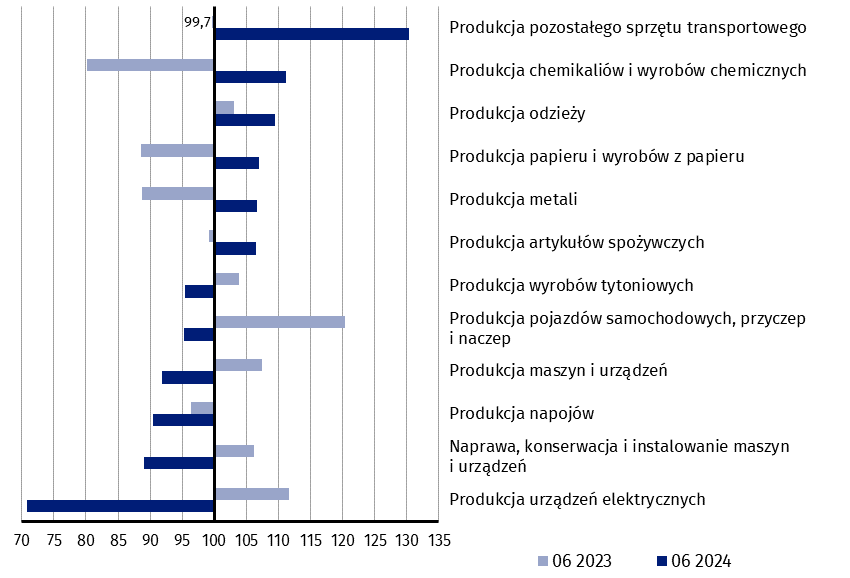 99,7
Produkcja pozostałego sprzętu transportowego
Produkcja chemikaliów i wyrobów chemicznych
Produkcja odzieży
Produkcja papieru i wyrobów z papieru
Produkcja metali
Produkcja artykułów spożywczych
Produkcja wyrobów tytoniowych
Produkcja pojazdów samochodowych, przyczep
i naczep
Produkcja maszyn i urządzeń
Produkcja napojów
Naprawa, konserwacja i instalowanie maszyn
i urządzeń
Produkcja urządzeń elektrycznych
70 75 80 85 90 95 100 105 110 115 120 125 130 135
06 2023 06 2024